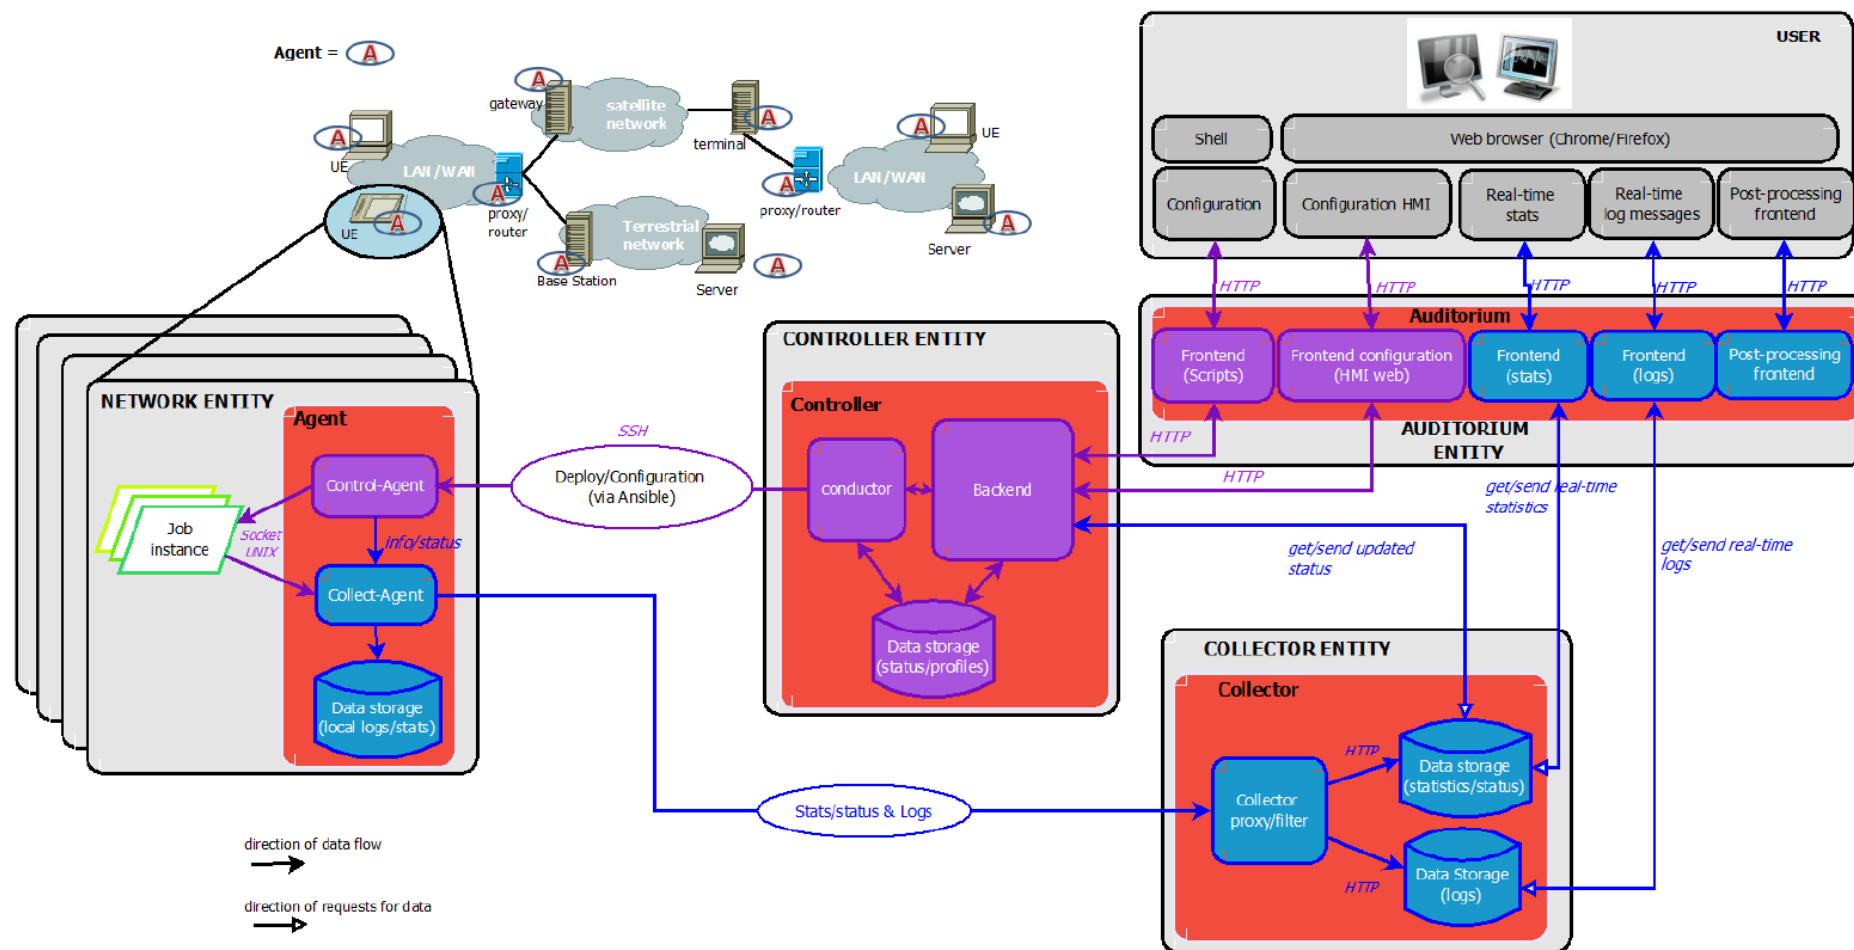 Agent =
A
A
gateway
satellite
network
A
terminal
A
UE
A
UE
LAN/WAN
A
proxy/
router
A
proxy/router
LAN/WAN
A
Server
A
UE
Terrestrial
network
A
Base Station
Server
A
USER
Shell
Web browser (Chrome/Firefox)
Configuration
Configuration HMI
Real-time
stats
Real-time
log messages
Post-processing
frontend
HTTP
HTTP
HTTP
HTTP
HTTP
Auditorium
Frontend
(Scripts)
Frontend configuration
(HMI web)
Frontend
(stats)
Frontend
(logs)
Post-processing
frontend
AUDITORIUM
ENTITY
NETWORK ENTITY
Agent
Control-Agent
Job
instance
Socket
UNIX
info/status
Collect-Agent
Data storage
(local logs/stats)
SSH
Deploy/Configuration
(via Ansible)
CONTROLLER ENTITY
Controller
conductor
Backend
Data storage
(status/profiles)
HTTP
HTTP
get/send real-time
statistics
get/send updated
status
get/send real-time
logs
COLLECTOR ENTITY
Collector
Collector
proxy/filter
HTTP
HTTP
Data storage
(statistics/status)
Data Storage
(logs)
Stats/status & Logs
direction of data flow
direction of requests for data